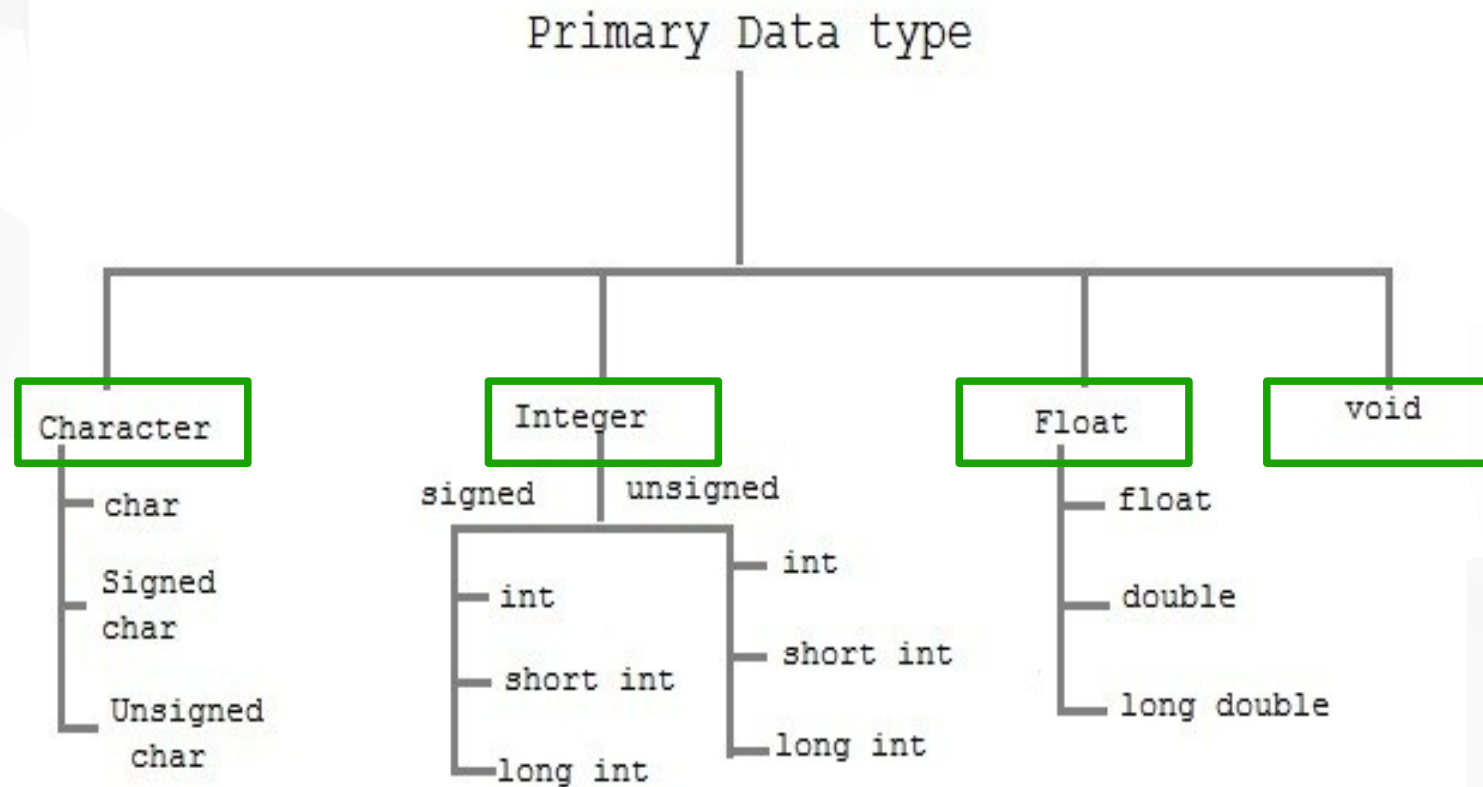 Primary Data type
Character
char
Signed
char
Unsigned
char
Integer
signed
unsigned
int
short int
long int
int
short int
long int
Float
float
double
long double
void